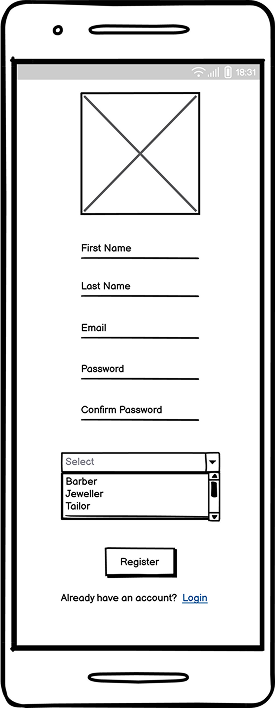 18:31
First Name
Last Name
Email
Password
Confirm Password
Select
Barber
Jeweller
Tailor
Register
Already have an account? Login